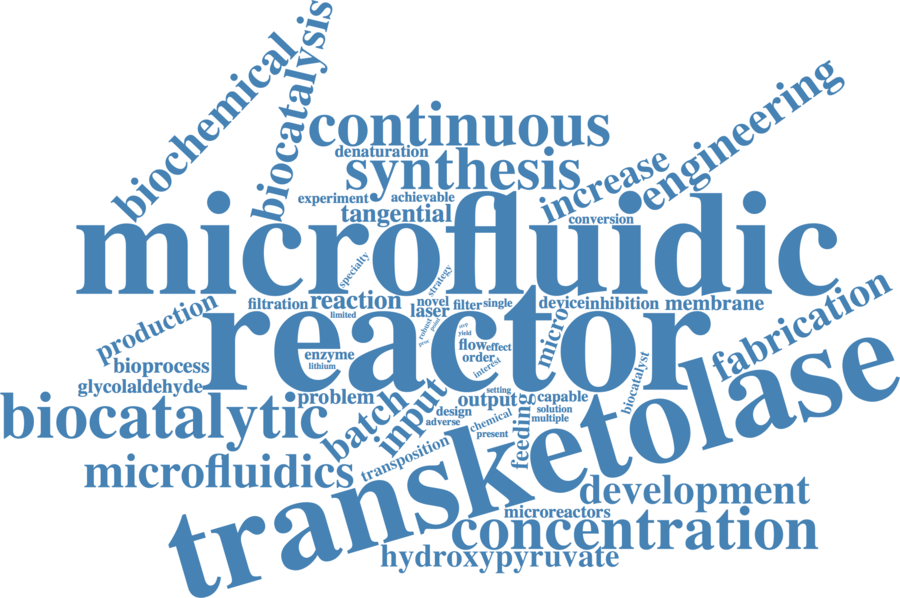 biochemical
biocatalysis
continuous
engineering
denaturation
synthesis
increase
experiment
achievable
tangential
conversion
microfluidic
specialty
strategy
production
filtration
reaction
limited
novel
laser
filter
single
device
inhibition
membrane
fabrication
reactor
robust
step
yield
flow
effect
order
micro
interest
enzyme
lithium
bioprocess
glycolaldehyde
problem
biocatalytic
batch
input
setting
output
capable
biocatalyst
design
adverse
chemical
present
solution
multiple
feeding
transketolase
microfluidics
transposition
development
microreactors
concentration
hydroxypyruvate